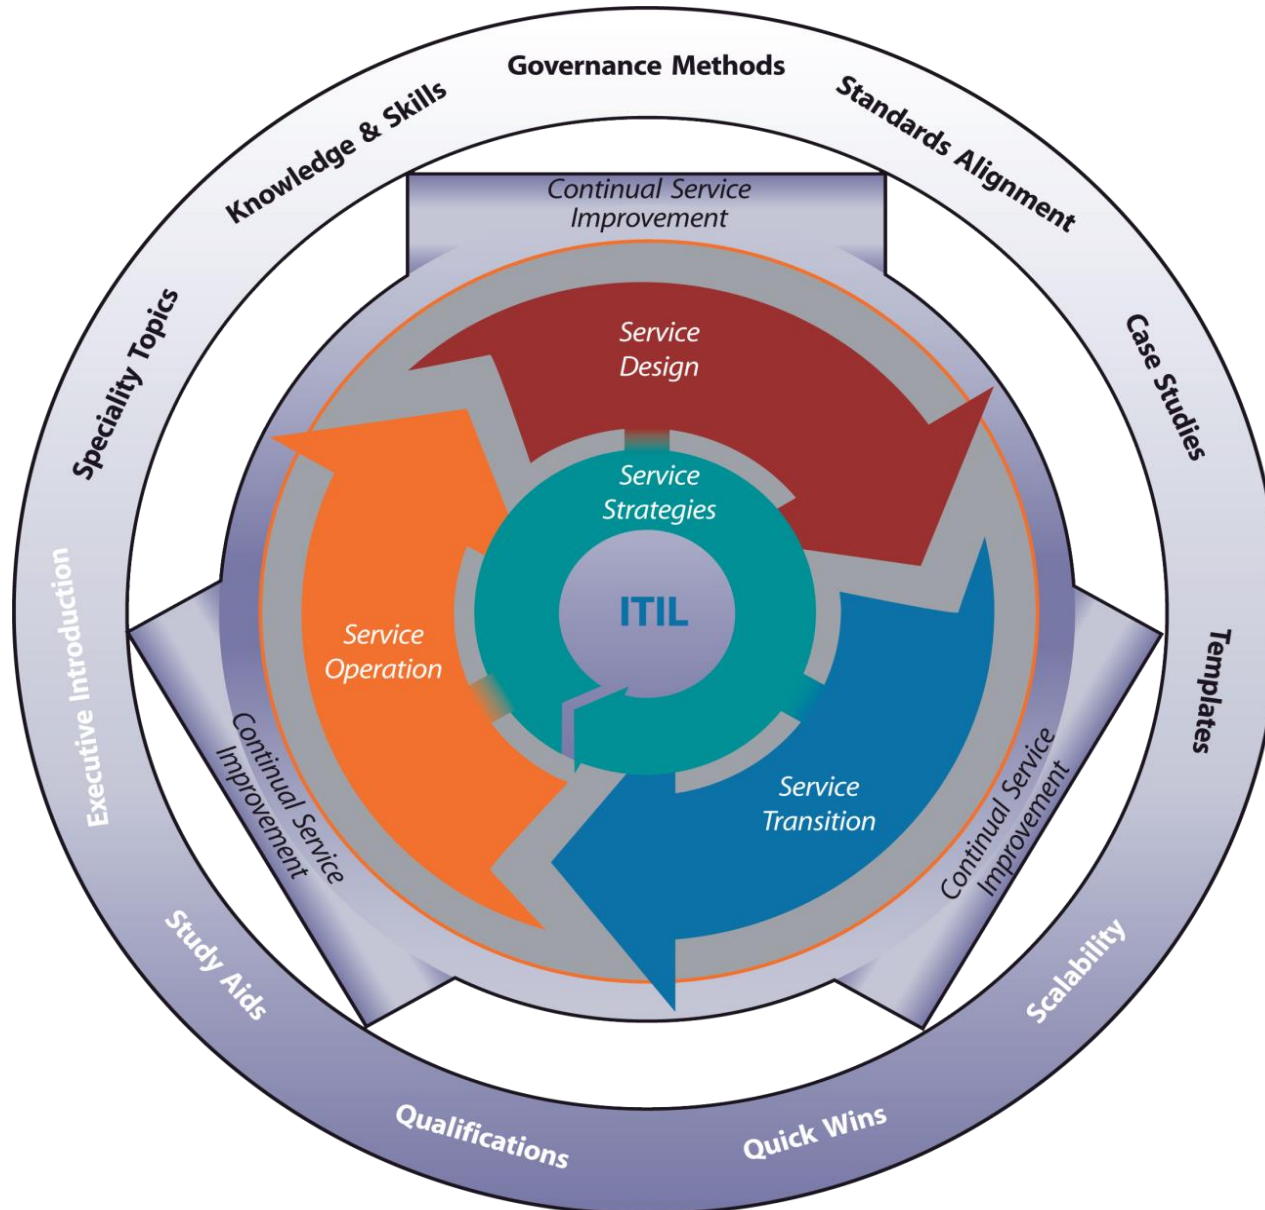 Governance Methods
Standards Alignment
Case Studies
Templates
Scalability
Quick Wins
Qualifications
Study Aids
Executive Introduction
Speciality Topics
Knowledge & Skills
Continual Service
Improvement
Service
Design
Service
Strategies
ITIL
Service
Operation
Service
Transition
Continual Service
Improvement
Continual Service
Improvement